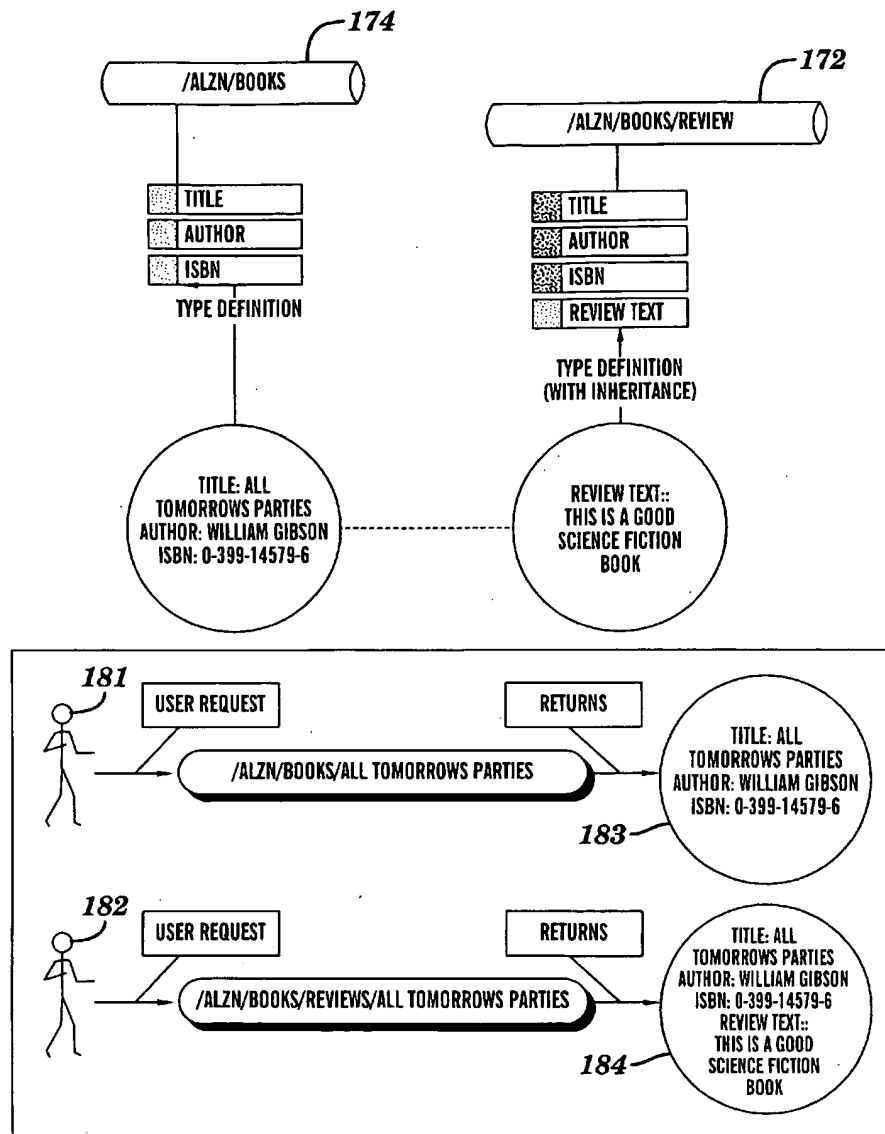 174
/ALZN/BOOKS
172
/ALZN/BOOKS/REVIEW
TITLE
AUTHOR
ISBN
TYPE DEFINITION
TITLE
AUTHOR
ISBN
REVIEW TEXT
TYPE DEFINITION
(WITH INHERITANCE)
TITLE: ALL
TOMORROWS PARTIES
AUTHOR: WILLIAM GIBSON
ISBN: 0-399-14579-6
REVIEW TEXT::
THIS IS A GOOD
SCIENCE FICTION
BOOK
181
USER REQUEST
RETURNS
/ALZN/BOOKS/ALL TOMORROWS PARTIES
TITLE: ALL
TOMORROWS PARTIES
AUTHOR: WILLIAM GIBSON
ISBN: 0-399-14579-6
183
182
USER REQUEST
RETURNS
/ALZN/BOOKS/REVIEWS/ALL TOMORROWS PARTIES
TITLE: ALL
TOMORROWS PARTIES
AUTHOR: WILLIAM GIBSON
ISBN: 0-399-14579-6
REVIEW TEXT::
THIS IS A GOOD
SCIENCE FICTION
BOOK
184